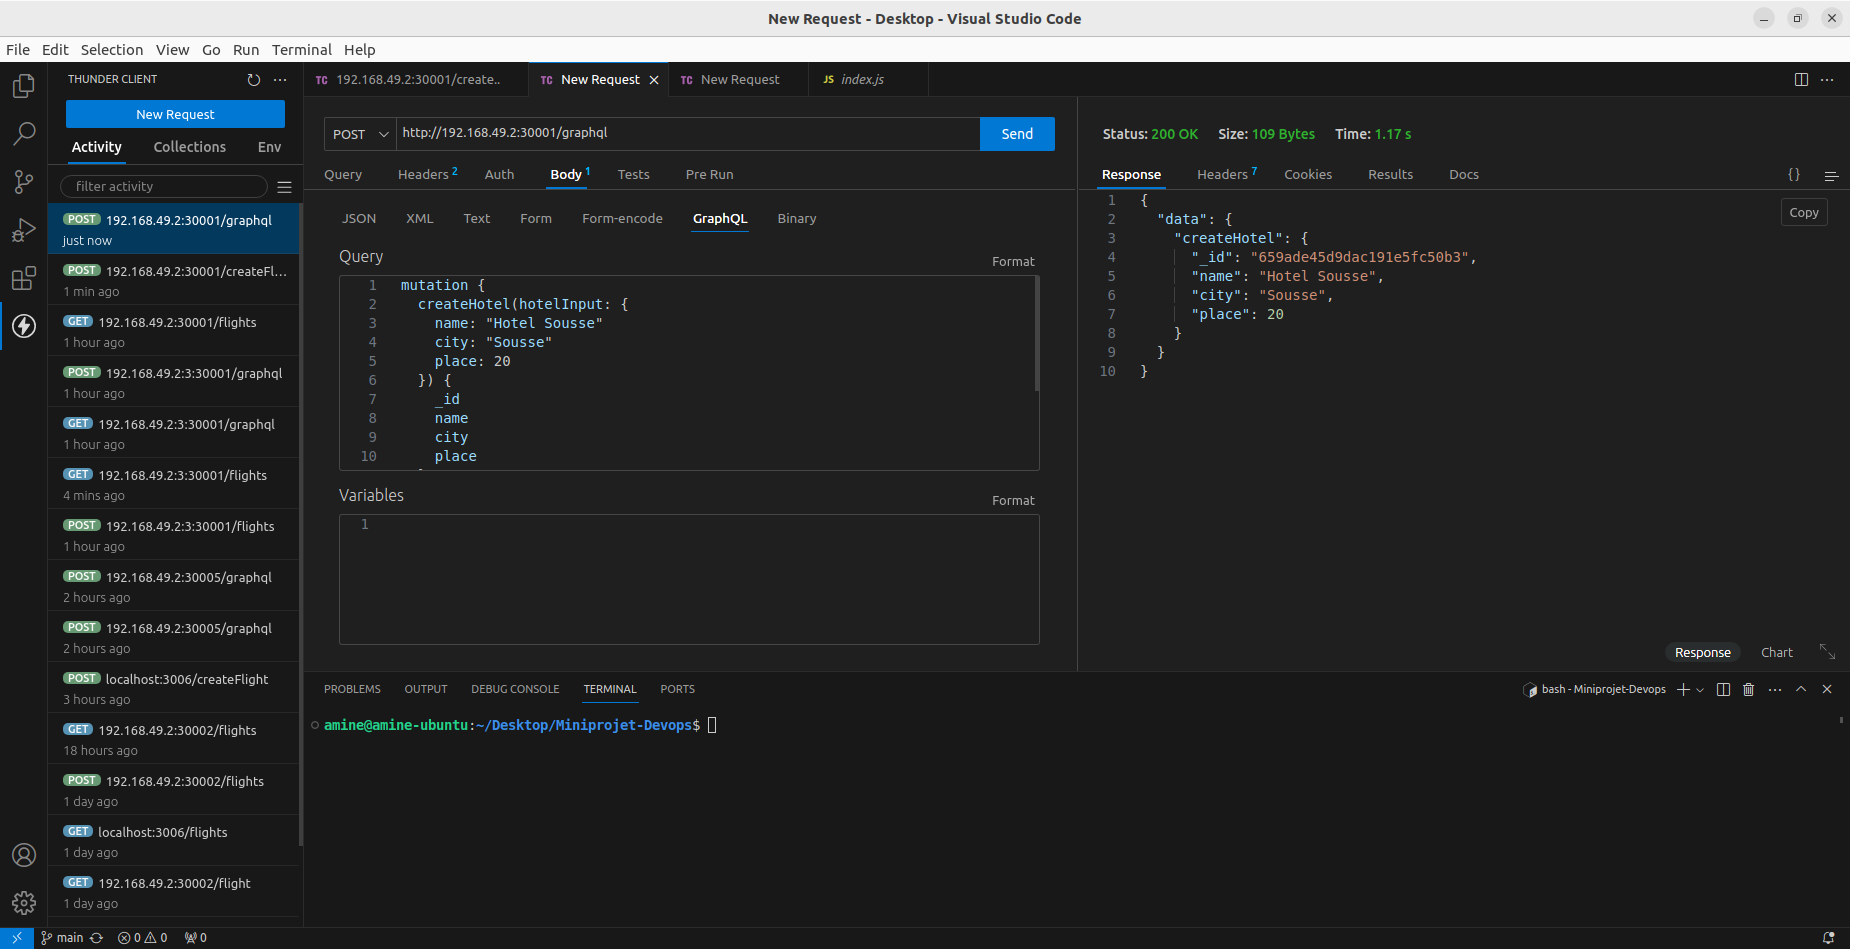 New Request - Desktop - Visual Studio Code
File Edit Selection View Go Run Terminal Help
THUNDER CLIENT
New Request
Activity Collections Env
filter activity
POST 192.168.49.2:30001/graphql
just now
POST 192.168.49.2:30001/createFl...
1 min ago
GET 192.168.49.2:30001/flights
1 hour ago
POST 192.168.49.2:3:30001/graphql
1 hour ago
GET 192.168.49.2:3:30001/graphql
1 hour ago
GET 192.168.49.2:3:30001/flights
4 mins ago
POST 192.168.49.2:3:30001/flights
1 hour ago
POST 192.168.49.2:30005/graphql
2 hours ago
POST 192.168.49.2:30005/graphql
2 hours ago
POST localhost:3006/createFlight
3 hours ago
GET 192.168.49.2:30002/flights
18 hours ago
POST 192.168.49.2:30002/flights
1 day ago
GET localhost:3006/flights
1 day ago
GET 192.168.49.2:30002/flight
1 day ago
TC 192.168.49.2:30001/create..
TC New Request
TC New Request
JS index.js
POST http://192.168.49.2:30001/graphql Send
Query Headers 2 Auth Body 1 Tests Pre Run
JSON XML Text Form Form-encode GraphQL Binary
Query
Format
1 mutation {
2 createHotel(hotelInput: {
3 name: "Hotel Sousse"
4 city: "Sousse"
5 place: 20
6 }) {
7 _id
8 name
9 city
10 place
Variables
Format
1
Status: 200 OK Size: 109 Bytes Time: 1.17 s
Response Headers 7 Cookies Results Docs {}
Copy
1 {
2 "data": {
3 "createHotel": {
4 "_id": "659ade45d9dac191e5fc50b3",
5 "name": "Hotel Sousse",
6 "city": "Sousse",
7 "place": 20
8 }
9 }
10 }
Response Chart
PROBLEMS OUTPUT DEBUG CONSOLE TERMINAL PORTS
bash - Miniprojet-Devops
amine@amine-ubuntu:~/Desktop/Miniprojet-Devops$
main 0 0 0